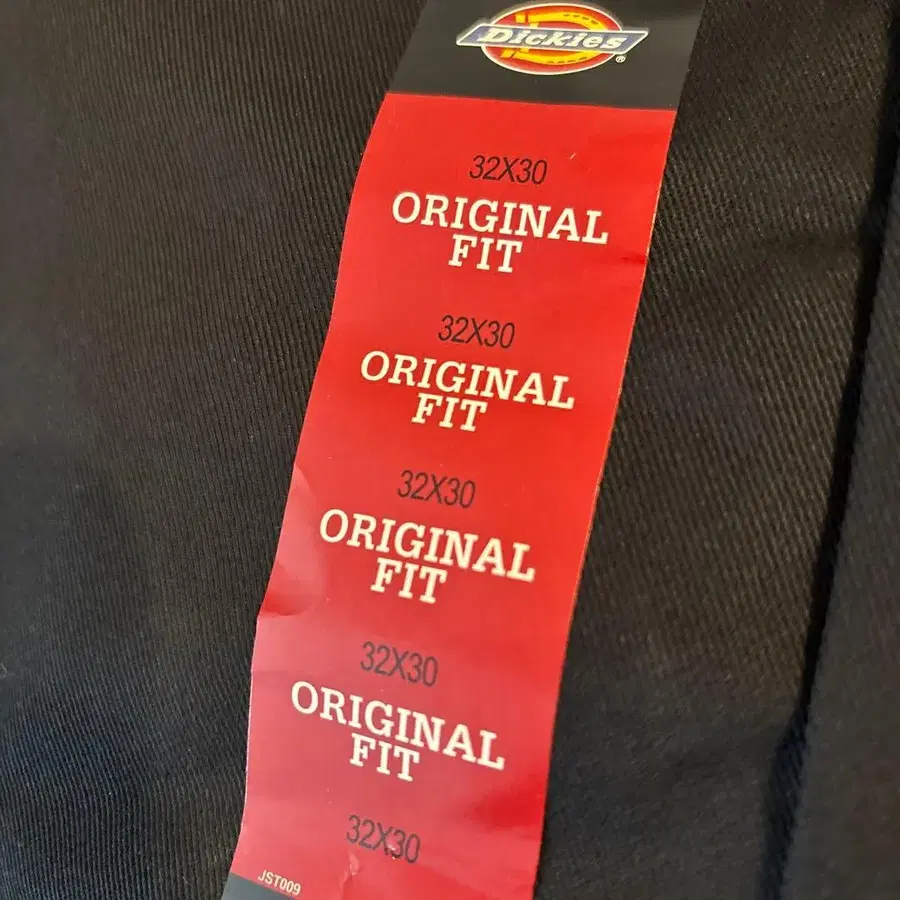 Dickies®
32X30
ORIGINAL
FIT
32X30
ORIGINAL
FIT
32X30
ORIGINAL
FIT
32X30
ORIGINAL
FIT
32X30
JST009